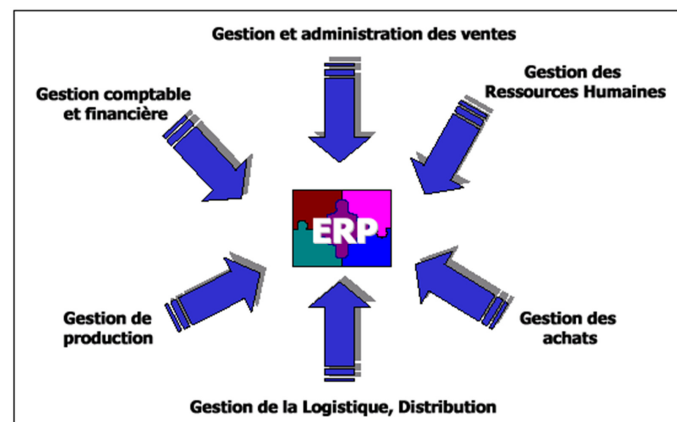 Gestion et administration des ventes
Gestion des
Ressources Humaines
Gestion comptable
et financière
ERP
Gestion de
production
Gestion des
achats
Gestion de la Logistique, Distribution